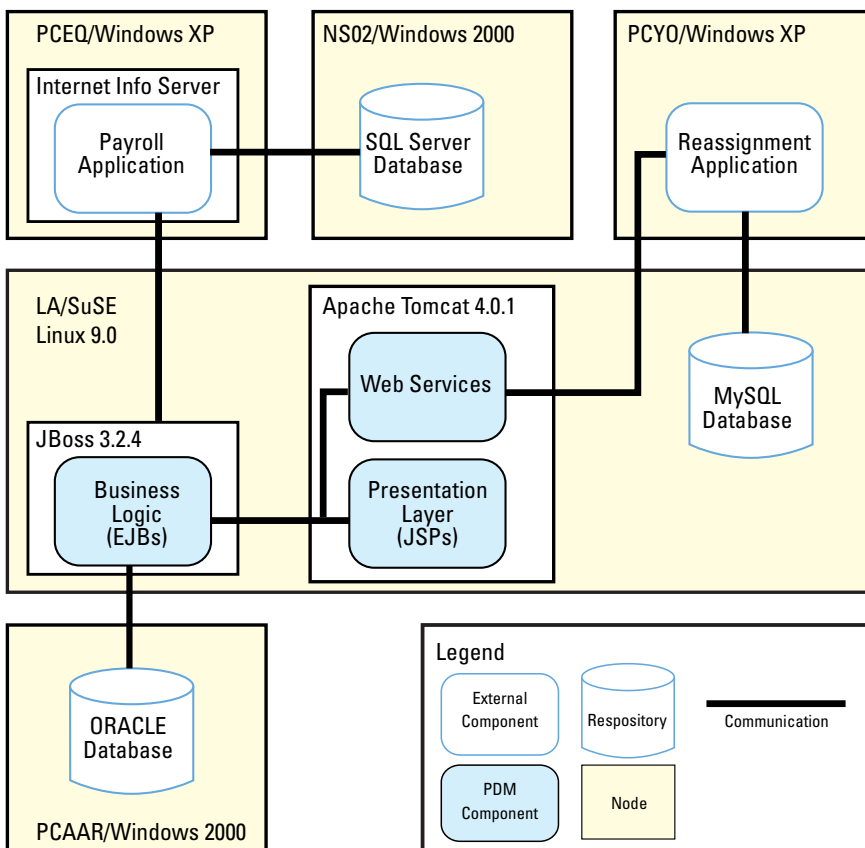 PCEQ/Windows XP
Internet Info Server
Payroll
Application
NS02/Windows 2000
SQL Server
Database
PCYO/Windows XP
Reassignment
Application
LA/SuSE
Linux 9.0
Apache Tomcat 4.0.1
Web Services
Presentation
Layer
(JSPs)
MySQL
Database
JBoss 3.2.4
Business
Logic
(EJBs)
ORACLE
Database
PCAAR/Windows 2000
Legend
External
Component
Respository
Communication
PDM
Component
Node